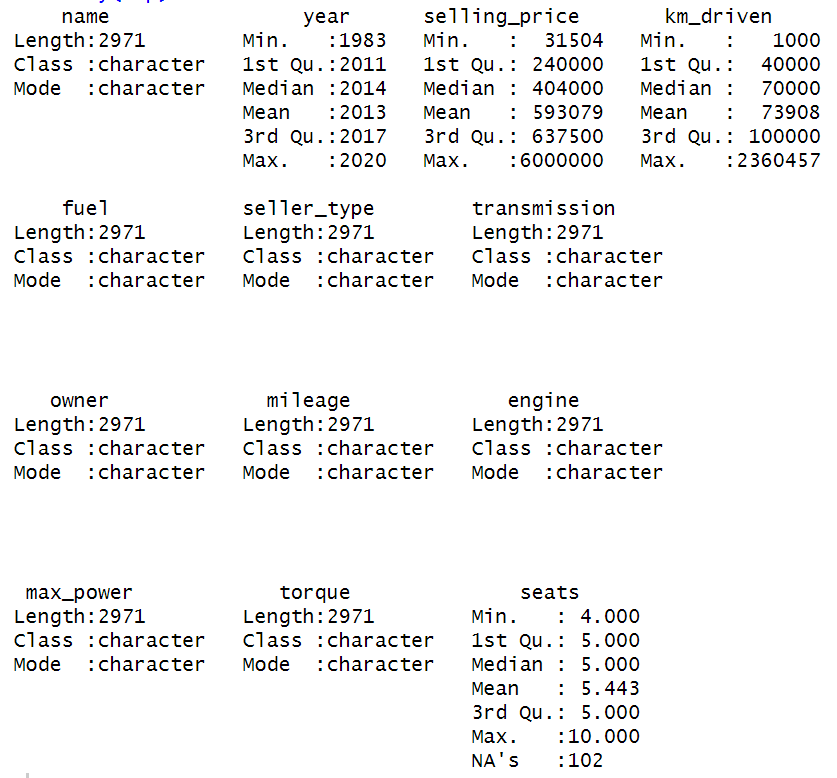 name                year      selling_price       km_driven
Length:2971        Min.   :1983   Min.   :  31504   Min.   :   1000
Class :character   1st Qu.:2011   1st Qu.: 240000   1st Qu.:  40000
Mode  :character   Median :2014   Median : 404000   Median :  70000
                   Mean   :2013   Mean   : 593079   Mean   :  73908
                   3rd Qu.:2017   3rd Qu.: 637500   3rd Qu.: 100000
                   Max.   :2020   Max.   :6000000   Max.   :2360457
    fuel           seller_type        transmission
Length:2971        Length:2971        Length:2971
Class :character   Class :character   Class :character
Mode  :character   Mode  :character   Mode  :character
   owner             mileage             engine
Length:2971        Length:2971        Length:2971
Class :character   Class :character   Class :character
Mode  :character   Mode  :character   Mode  :character
 max_power            torque              seats
Length:2971        Length:2971        Min.   : 4.000
Class :character   Class :character   1st Qu.: 5.000
Mode  :character   Mode  :character   Median : 5.000
                                      Mean   : 5.443
                                      3rd Qu.: 5.000
                                      Max.   :10.000
                                      NA's   :102